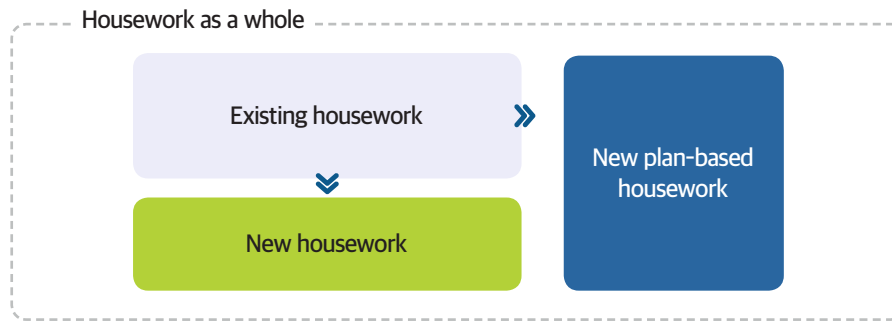 Housework as a whole
Existing housework
New housework
New plan-based
housework